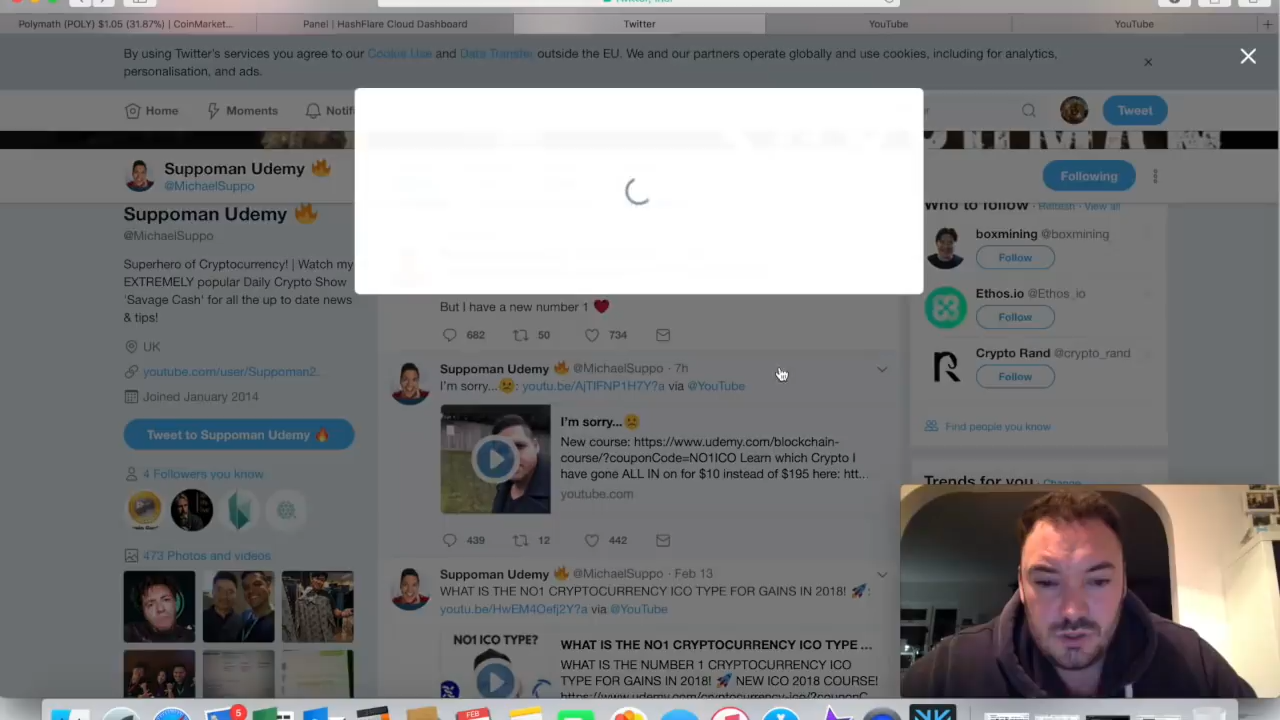 Polymath (POLY) $1.05 (31.87%) | CoinMarket...
Panel | HashFlare Cloud Dashboard
Twitter
YouTube
YouTube
By using Twitter's services you agree to our Cookie Use and Data Transfer outside the EU. We and our partners operate globally and use cookies, including for analytics,
personalisation, and ads.
Home
Moments
Notif
Tweet
Suppoman Udemy
@MichaelSuppo
Following
Suppoman Udemy
@MichaelSuppo
Superhero of Cryptocurrency! | Watch my
EXTREMELY popular Daily Crypto Show
'Savage Cash' for all the up to date news
& tips!
UK
youtube.com/user/Suppoman2...
Joined January 2014
Tweet to Suppoman Udemy
4 Followers you know
473 Photos and videos
But I have a new number 1
682
50
734
Suppoman Udemy @MichaelSuppo · 7h
I'm sorry...: youtu.be/AjTlFNP1H7Y?a via @YouTube
I'm sorry...
New course: https://www.udemy.com/blockchain-
course/?couponCode=NO1ICO Learn which Crypto I
have gone ALL IN on for $10 instead of $195 here: htt...
youtube.com
439
12
442
Suppoman Udemy @MichaelSuppo · Feb 13
WHAT IS THE NO1 CRYPTOCURRENCY ICO TYPE FOR GAINS IN 2018! :
youtu.be/HwEM4Oefj2Y?a via @YouTube
NO1 ICO TYPE?
WHAT IS THE NO1 CRYPTOCURRENCY ICO TYPE ...
WHAT IS THE NUMBER 1 CRYPTOCURRENCY ICO
TYPE FOR GAINS IN 2018! NEW ICO 2018 COURSE!
https://www.udemy.com/cryptocurrency-ico/?couponC
Who to follow · Refresh · View all
boxmining @boxmining
Follow
Ethos.io @Ethos_io
Follow
Crypto Rand @crypto_rand
Follow
Find people you know
Trends for you · Change
5
FEB